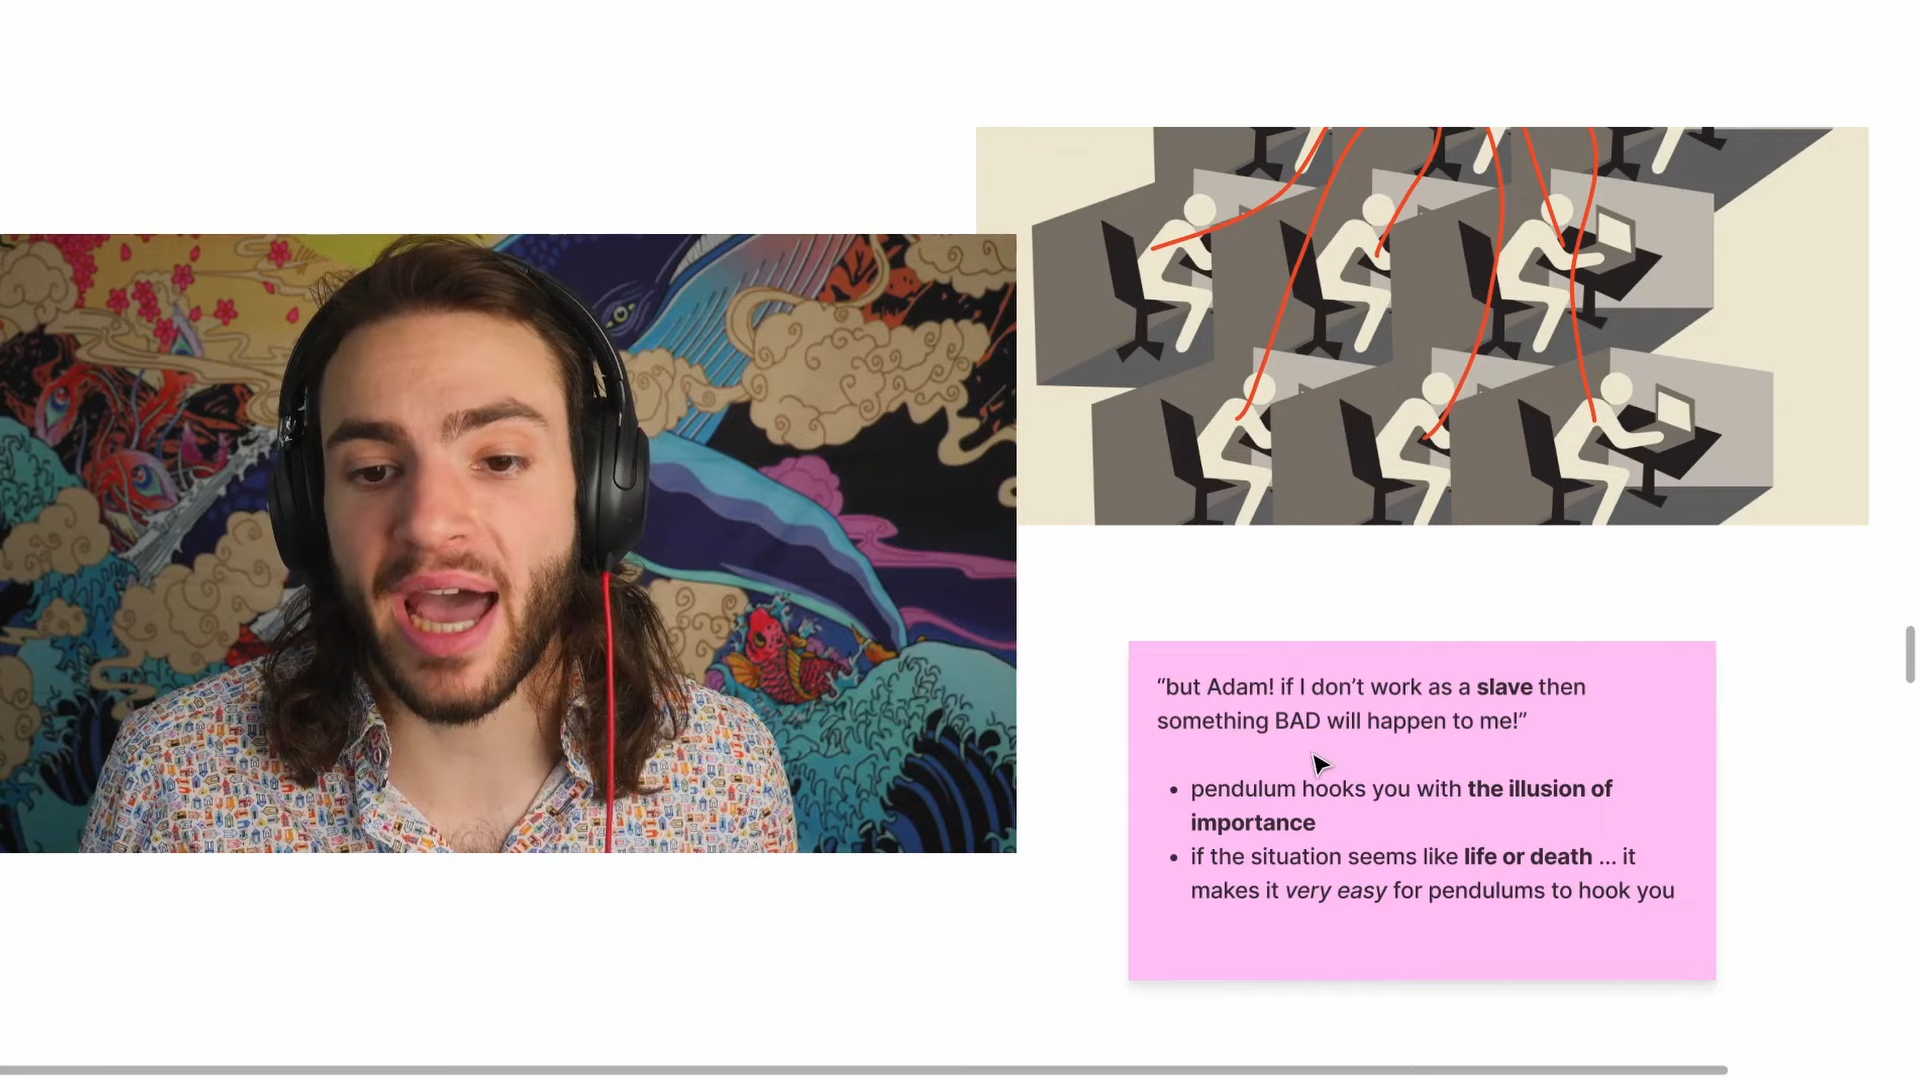 “but Adam! if I don’t work as a slave then
something BAD will happen to me!”
• pendulum hooks you with the illusion of
importance
• if the situation seems like life or death ... it
makes it very easy for pendulums to hook you